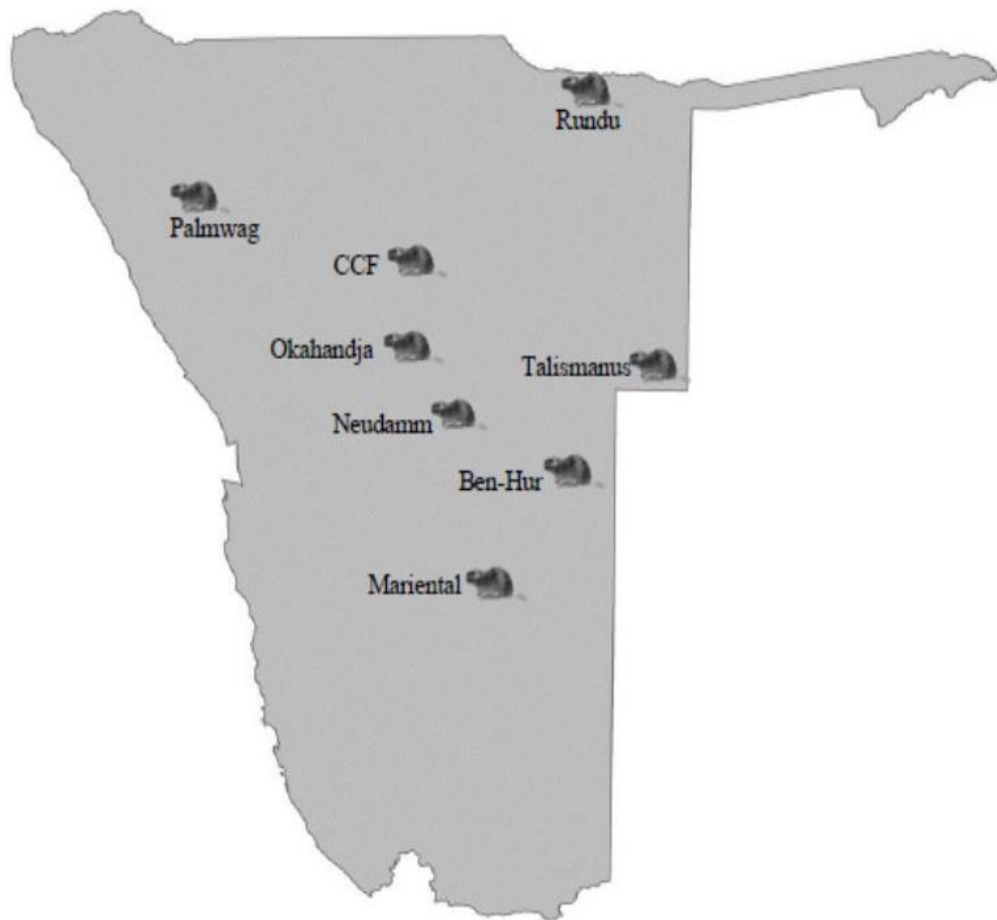 Rundu
Palmwag
CCF
Okahandja
Talismanus
Neudamm
Ben-Hur
Mariental